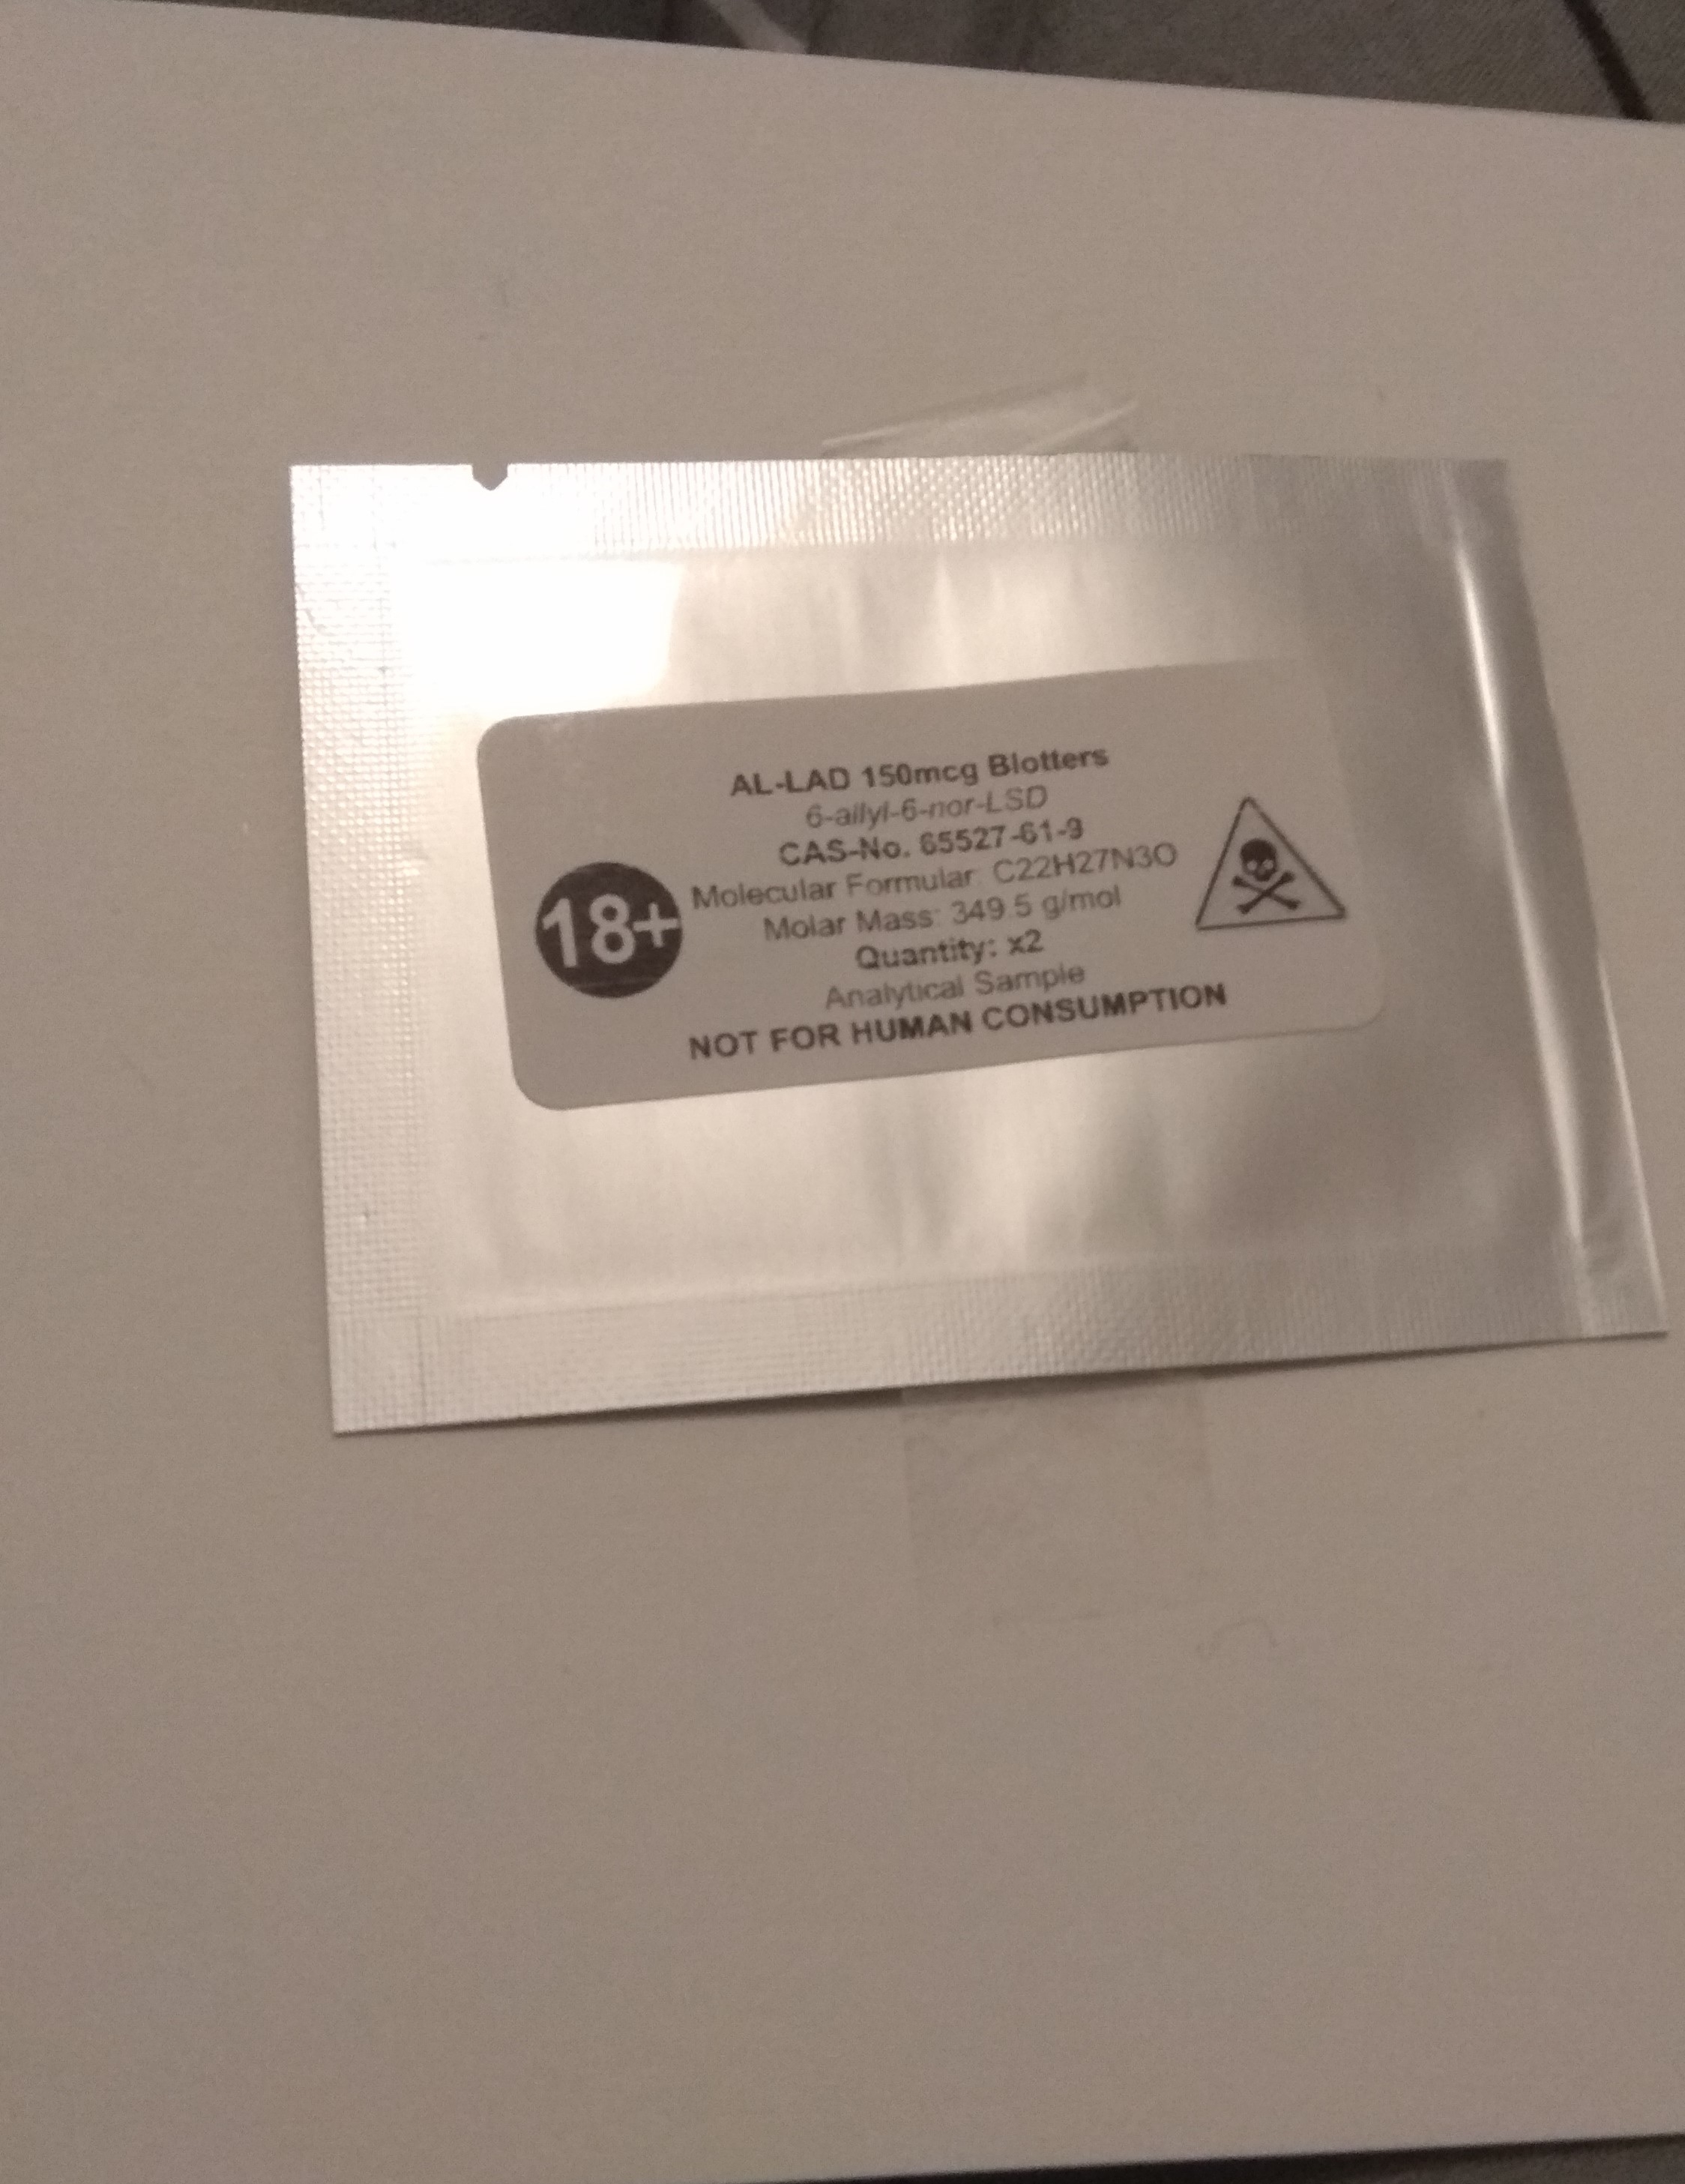 AL-LAD 150mcg Blotters
6-allyl-6-nor-LSD
CAS-No. 65527-61-9
Molecular Formular: C22H27N3O
Molar Mass: 349.5 g/mol
Quantity: x2
Analytical Sample
NOT FOR HUMAN CONSUMPTION
18+